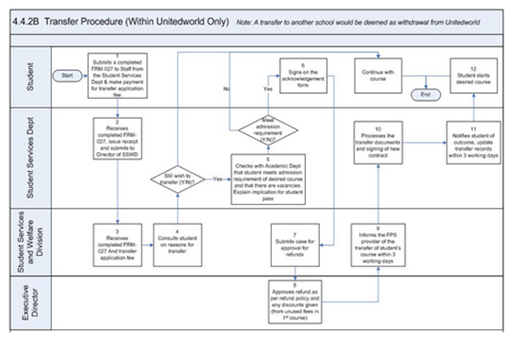 4.4.2B Transfer Procedure (Within Unitedworld Only) Note: A transfer to another school would be deemed as withdrawal from Unitedworld
Student
Start
1
Submits a completed
FRM-027 to Staff from
the Student Services
Dept & make payment
for transfer application
fee
6
Signs on the
acknowledgement
form
Continue with
course
12
Student starts
desired course
End
Student Services Dept
2
Receives
completed FRM-
027, issue receipt
and submits to
Director of SSWD
Still wish to
transfer (Y/N)?
Yes
No
Yes
Meet
admission
requirement (Y/N)?
5
Checks with Academic Dept
that student meets admission
requirement of desired course
and that there are vacancies.
Explain implication for student
pass
10
Processes the
transfer documents
and signing of new
contract
11
Notifies student of
outcome, update
transfer records
within 3 working days
Student Services
and Welfare
Division
3
Receives
completed FRM-
027 And transfer
application fee
4
Consults student
on reasons for
transfer
7
Submits case for
approval for
refunds
9
Informs the FPS
provider of the
transfer of student's
course within 3
working days
Executive
Director
8
Approves refund as
per refund policy and
any discounts given
(from unused fees in
1st course)